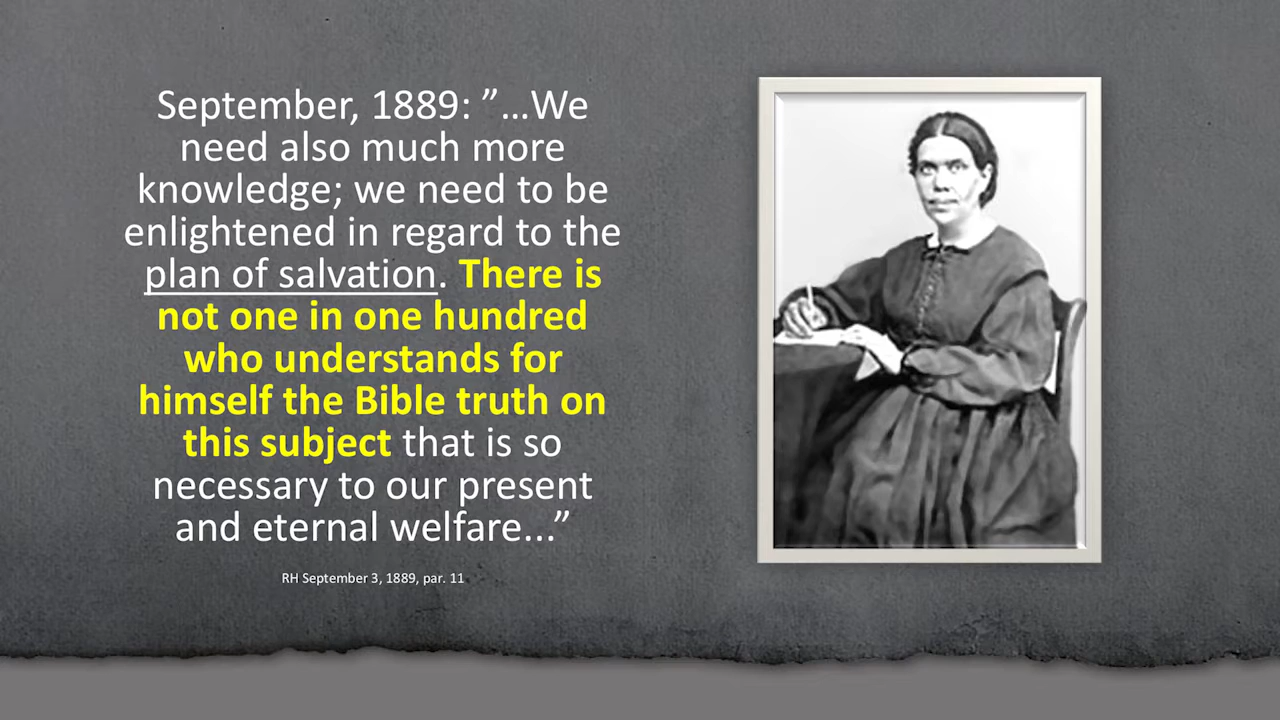 September, 1889: ”...We
need also much more
knowledge; we need to be
enlightened in regard to the
plan of salvation. There is
not one in one hundred
who understands for
himself the Bible truth on
this subject that is so
necessary to our present
and eternal welfare...”
RH September 3, 1889, par. 11